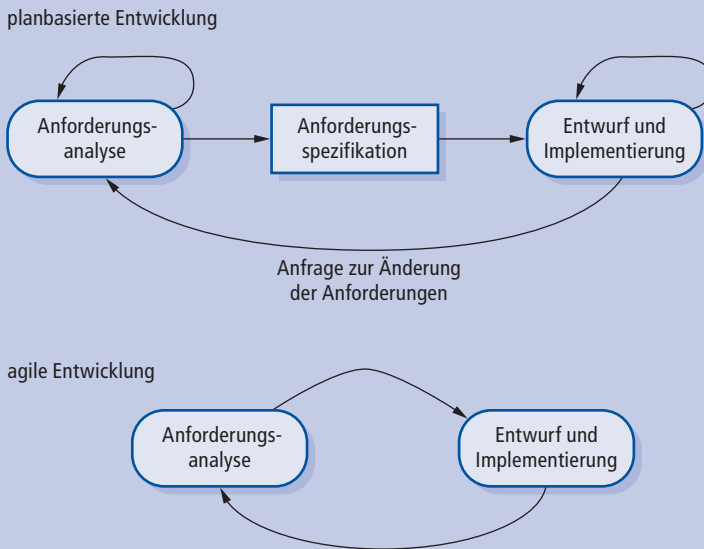 planbasierte Entwicklung
Anforderungs-
analyse
Anforderungs-
spezifikation
Entwurf und
Implementierung
Anfrage zur Änderung
der Anforderungen
agile Entwicklung
Anforderungs-
analyse
Entwurf und
Implementierung